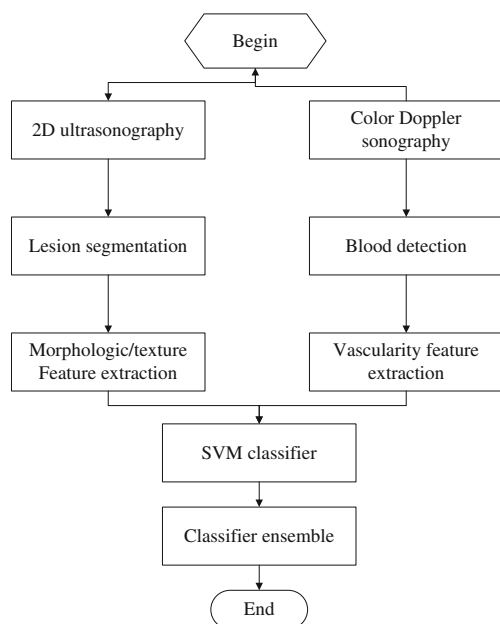 Begin
2D ultrasonography
Color Doppler
sonography
Lesion segmentation
Blood detection
Morphologic/texture
Feature extraction
Vascularity feature
extraction
SVM classifier
Classifier ensemble
End